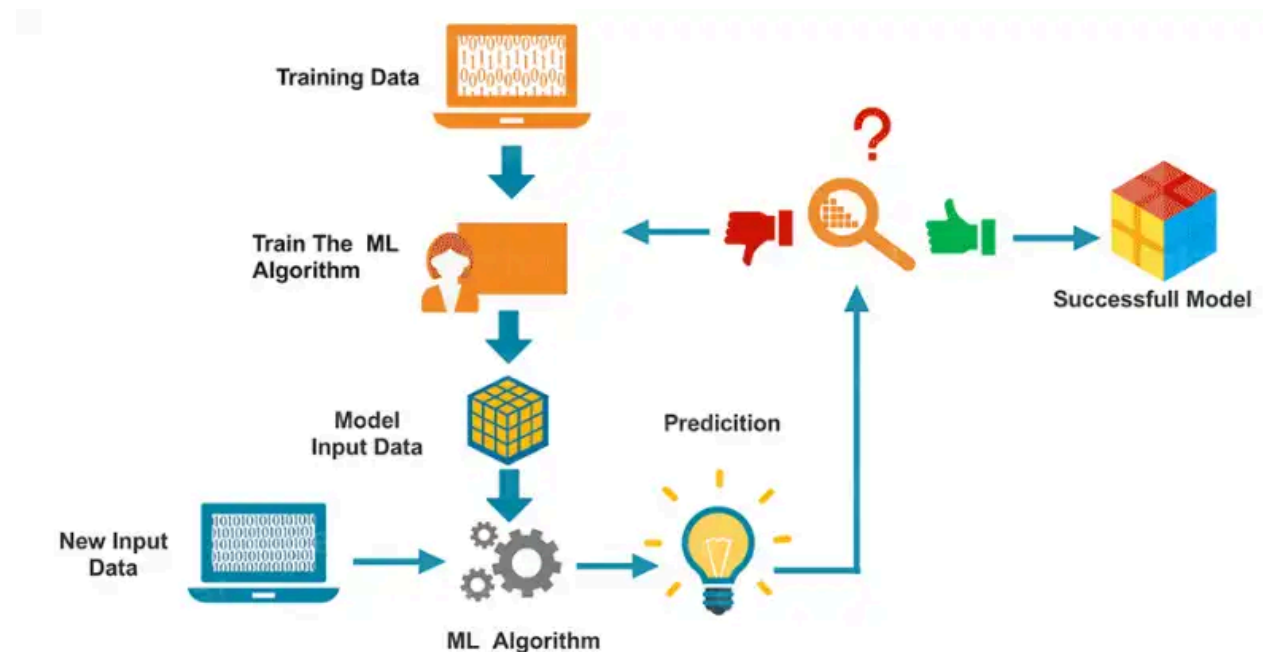 Training Data
?
Train The ML
Algorithm
Successfull Model
Model
Input Data
Predicition
New Input
Data
ML Algorithm